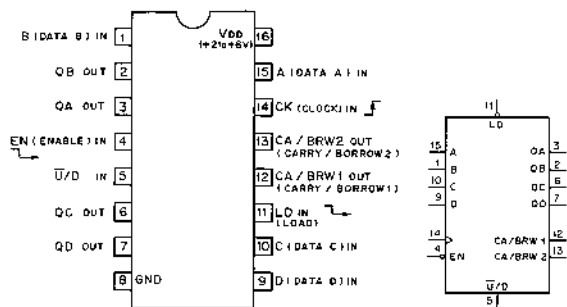 B (DATA B) IN 1
QB OUT 2
QA OUT 3
EN (ENABLE) IN 4
U̅/D IN 5
QC OUT 6
QD OUT 7
8 GND
VDD 16
(+2 to +6V)
15 A (DATA A) IN
14 CK (CLOCK) IN
13 CA/BRW2 OUT
(CARRY/BORROW2)
12 CA/BRW1 OUT
(CARRY/BORROW1)
11 LD IN
(LOAD)
10 C (DATA C) IN
9 D (DATA D) IN
11
LD
15 A QA 3
1 B QB 2
10 C QC 6
9 D QD 7
14 CA/BRW1 12
4 EN CA/BRW2 13
U̅/D
5